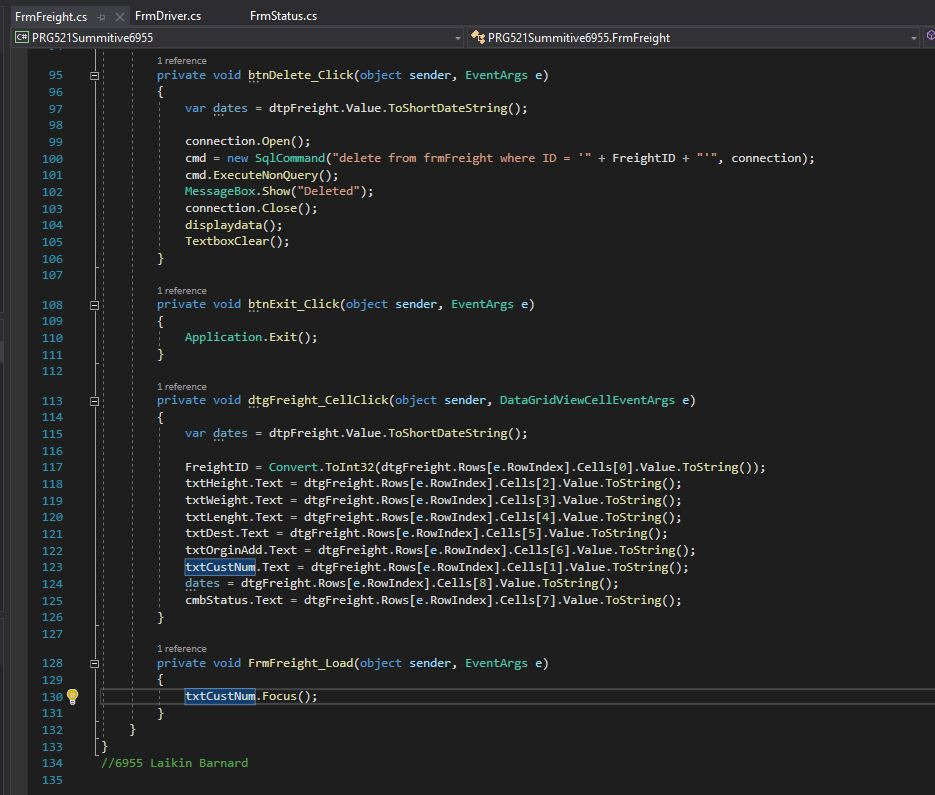 FrmFreight.cs FrmDriver.cs FrmStatus.cs
C# PRG521Summitive6955 PRG521Summitive6955.FrmFreight
1 reference
95 private void btnDelete_Click(object sender, EventArgs e)
96 {
97 var dates = dtpFreight.Value.ToShortDateString();
98
99 connection.Open();
100 cmd = new SqlCommand("delete from frmFreight where ID = '" + FreightID + "'", connection);
101 cmd.ExecuteNonQuery();
102 MessageBox.Show("Deleted");
103 connection.Close();
104 displaydata();
105 TextboxClear();
106 }
107
1 reference
108 private void btnExit_Click(object sender, EventArgs e)
109 {
110 Application.Exit();
111 }
112
1 reference
113 private void dtgFreight_CellClick(object sender, DataGridViewCellEventArgs e)
114 {
115 var dates = dtpFreight.Value.ToShortDateString();
116
117 FreightID = Convert.ToInt32(dtgFreight.Rows[e.RowIndex].Cells[0].Value.ToString());
118 txtHeight.Text = dtgFreight.Rows[e.RowIndex].Cells[2].Value.ToString();
119 txtWeight.Text = dtgFreight.Rows[e.RowIndex].Cells[3].Value.ToString();
120 txtLenght.Text = dtgFreight.Rows[e.RowIndex].Cells[4].Value.ToString();
121 txtDest.Text = dtgFreight.Rows[e.RowIndex].Cells[5].Value.ToString();
122 txtOrginAdd.Text = dtgFreight.Rows[e.RowIndex].Cells[6].Value.ToString();
123 txtCustNum.Text = dtgFreight.Rows[e.RowIndex].Cells[1].Value.ToString();
124 dates = dtgFreight.Rows[e.RowIndex].Cells[8].Value.ToString();
125 cmbStatus.Text = dtgFreight.Rows[e.RowIndex].Cells[7].Value.ToString();
126 }
127
1 reference
128 private void FrmFreight_Load(object sender, EventArgs e)
129 {
130 txtCustNum.Focus();
131 }
132 }
133 }
134 //6955 Laikin Barnard
135